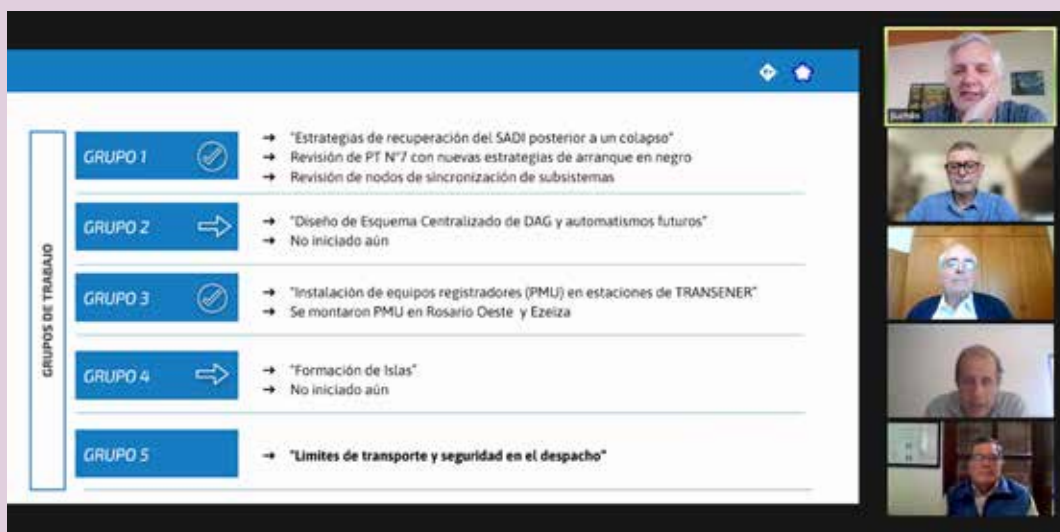 GRUPOS DE TRABAJO
GRUPO 1
→ "Estrategias de recuperación del SADI posterior a un colapso"
→ Revisión de PT N°7 con nuevas estrategias de arranque en negro
→ Revisión de nodos de sincronización de subsistemas
GRUPO 2
→ "Diseño de Esquema Centralizado de DAG y automatismos futuros"
→ No iniciado aún
GRUPO 3
→ "Instalación de equipos registradores (PMU) en estaciones de TRANSENER"
→ Se montaron PMU en Rosario Oeste y Ezeiza
GRUPO 4
→ "Formación de Islas"
→ No iniciado aún
GRUPO 5
→ "Limites de transporte y seguridad en el despacho"